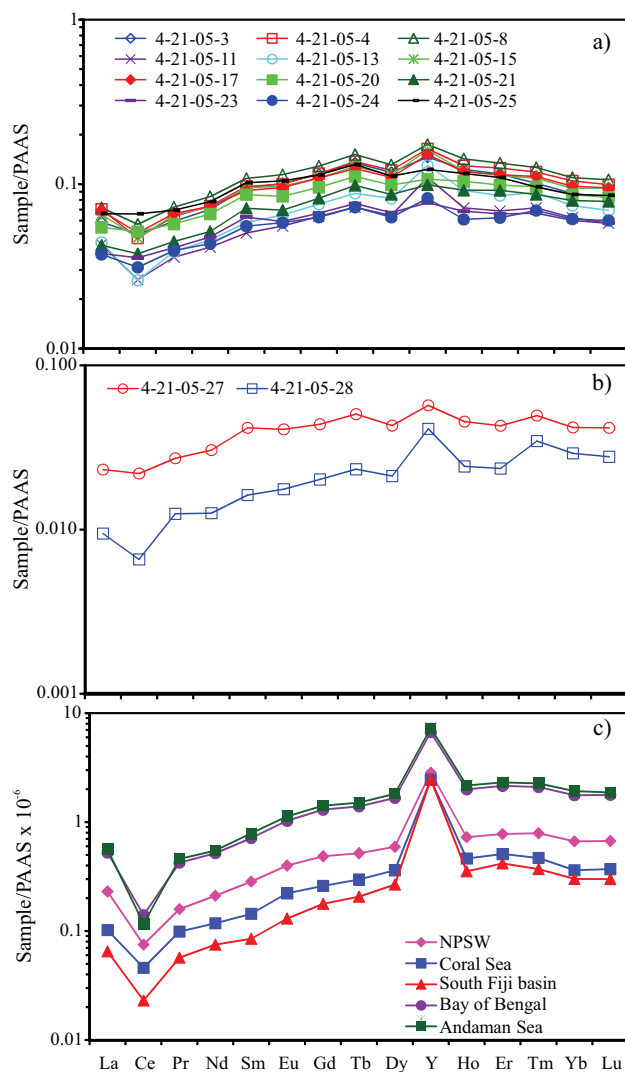 1
a)
4-21-05-3 4-21-05-4 4-21-05-8
4-21-05-11 4-21-05-13 4-21-05-15
4-21-05-17 4-21-05-20 4-21-05-21
4-21-05-23 4-21-05-24 4-21-05-25
Sample/PAAS
0.1
0.01
0.100
b)
4-21-05-27 4-21-05-28
Sample/PAAS
0.010
0.001
10
c)
1
Sample/PAAS x 10-6
0.1
0.01
NPSW
Coral Sea
South Fiji basin
Bay of Bengal
Andaman Sea
La Ce Pr Nd Sm Eu Gd Tb Dy Y Ho Er Tm Yb Lu